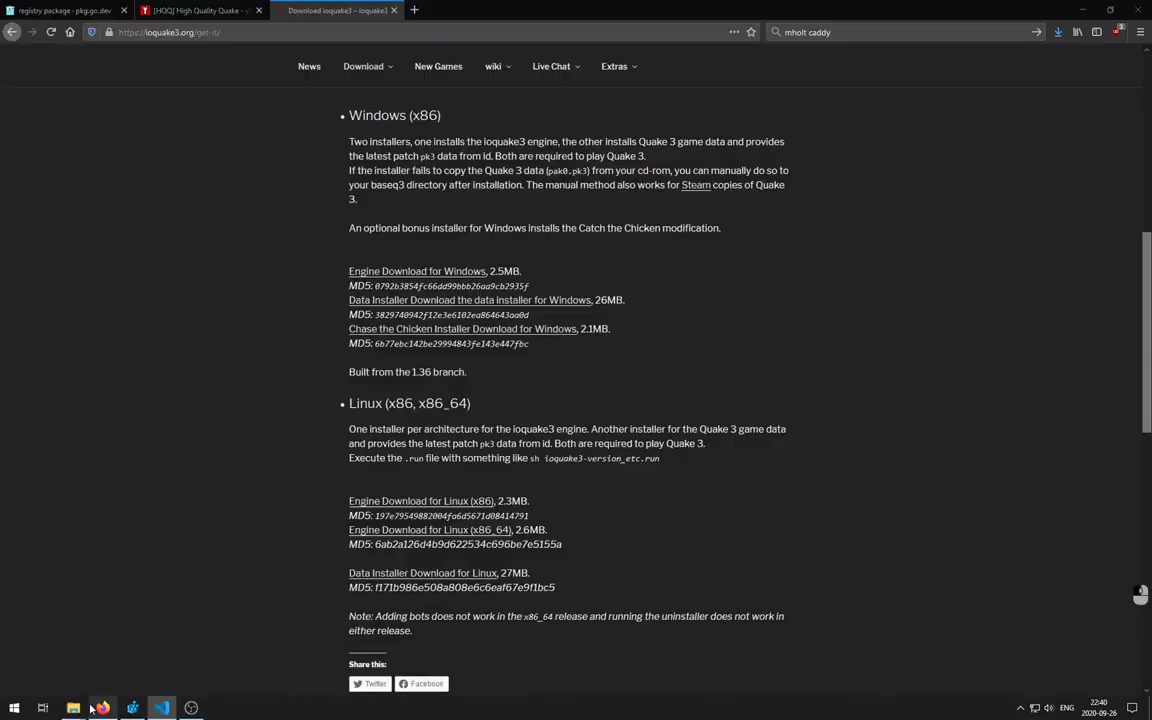 registry package - pkg.go.dev
[HQQ] High Quality Quake - v
Download ioquake3 – ioquake3
https://ioquake3.org/get-it/
mholt caddy
News
Download
New Games
wiki
Live Chat
Extras
Windows (x86)
Two installers, one installs the ioquake3 engine, the other installs Quake 3 game data and provides
the latest patch pk3 data from id. Both are required to play Quake 3.
If the installer fails to copy the Quake 3 data (pak0.pk3) from your cd-rom, you can manually do so to
your baseq3 directory after installation. The manual method also works for Steam copies of Quake
3.
An optional bonus installer for Windows installs the Catch the Chicken modification.
Engine Download for Windows, 2.5MB.
MD5: 0792b3854fc66dd99bbb26aa9cb2935f
Data Installer Download the data installer for Windows, 26MB.
MD5: 3829740942f12e3e6102ea864643aa0d
Chase the Chicken Installer Download for Windows, 2.1MB.
MD5: 6b77ebc142be29994843fe143e447fbc
Built from the 1.36 branch.
Linux (x86, x86_64)
One installer per architecture for the ioquake3 engine. Another installer for the Quake 3 game data
and provides the latest patch pk3 data from id. Both are required to play Quake 3.
Execute the .run file with something like sh ioquake3-version_etc.run
Engine Download for Linux (x86), 2.3MB.
MD5: 197e79549882004fa6d5671d08414791
Engine Download for Linux (x86_64), 2.6MB.
MD5: 6ab2a126d4b9d622534c696be7e5155a
Data Installer Download for Linux, 27MB.
MD5: f171b986e508a808e6c6eaf67e9f1bc5
Note: Adding bots does not work in the x86_64 release and running the uninstaller does not work in
either release.
Share this:
Twitter
Facebook
ENG
22:40
2020-09-26